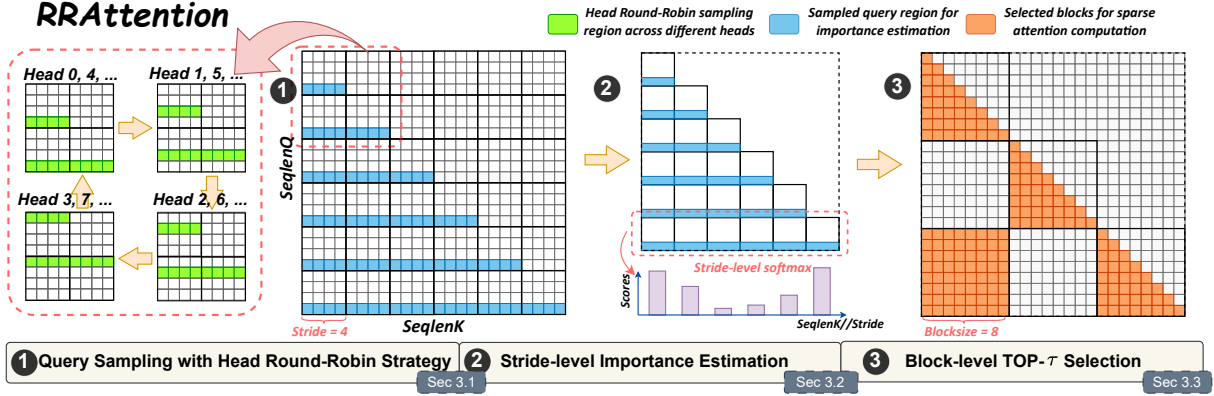 RRAttention
Head Round-Robin sampling
region across different heads
Sampled query region for
importance estimation
Selected blocks for sparse
attention computation
Head 0, 4, ...
Head 1, 5, ...
Head 3, 7, ...
Head 2, 6, ...
1
SeqlenQ
Stride = 4
SeqlenK
2
Stride-level softmax
Scores
SeqlenK//Stride
3
Blocksize = 8
1 Query Sampling with Head Round-Robin Strategy
Sec 3.1
2 Stride-level Importance Estimation
Sec 3.2
3 Block-level TOP-τ Selection
Sec 3.3